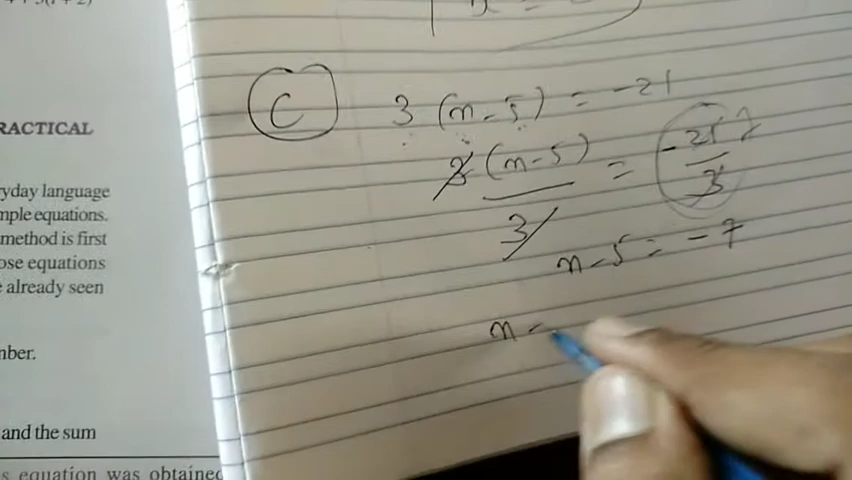 RACTICAL
ryday language
mple equations.
method is first
ose equations
already seen
nber.
and the sum
s equation was obtained
C
3 (n - 5) = - 21
3 (n - 5) / 3 = - 21 / 3 7
n - 5 = - 7
n -